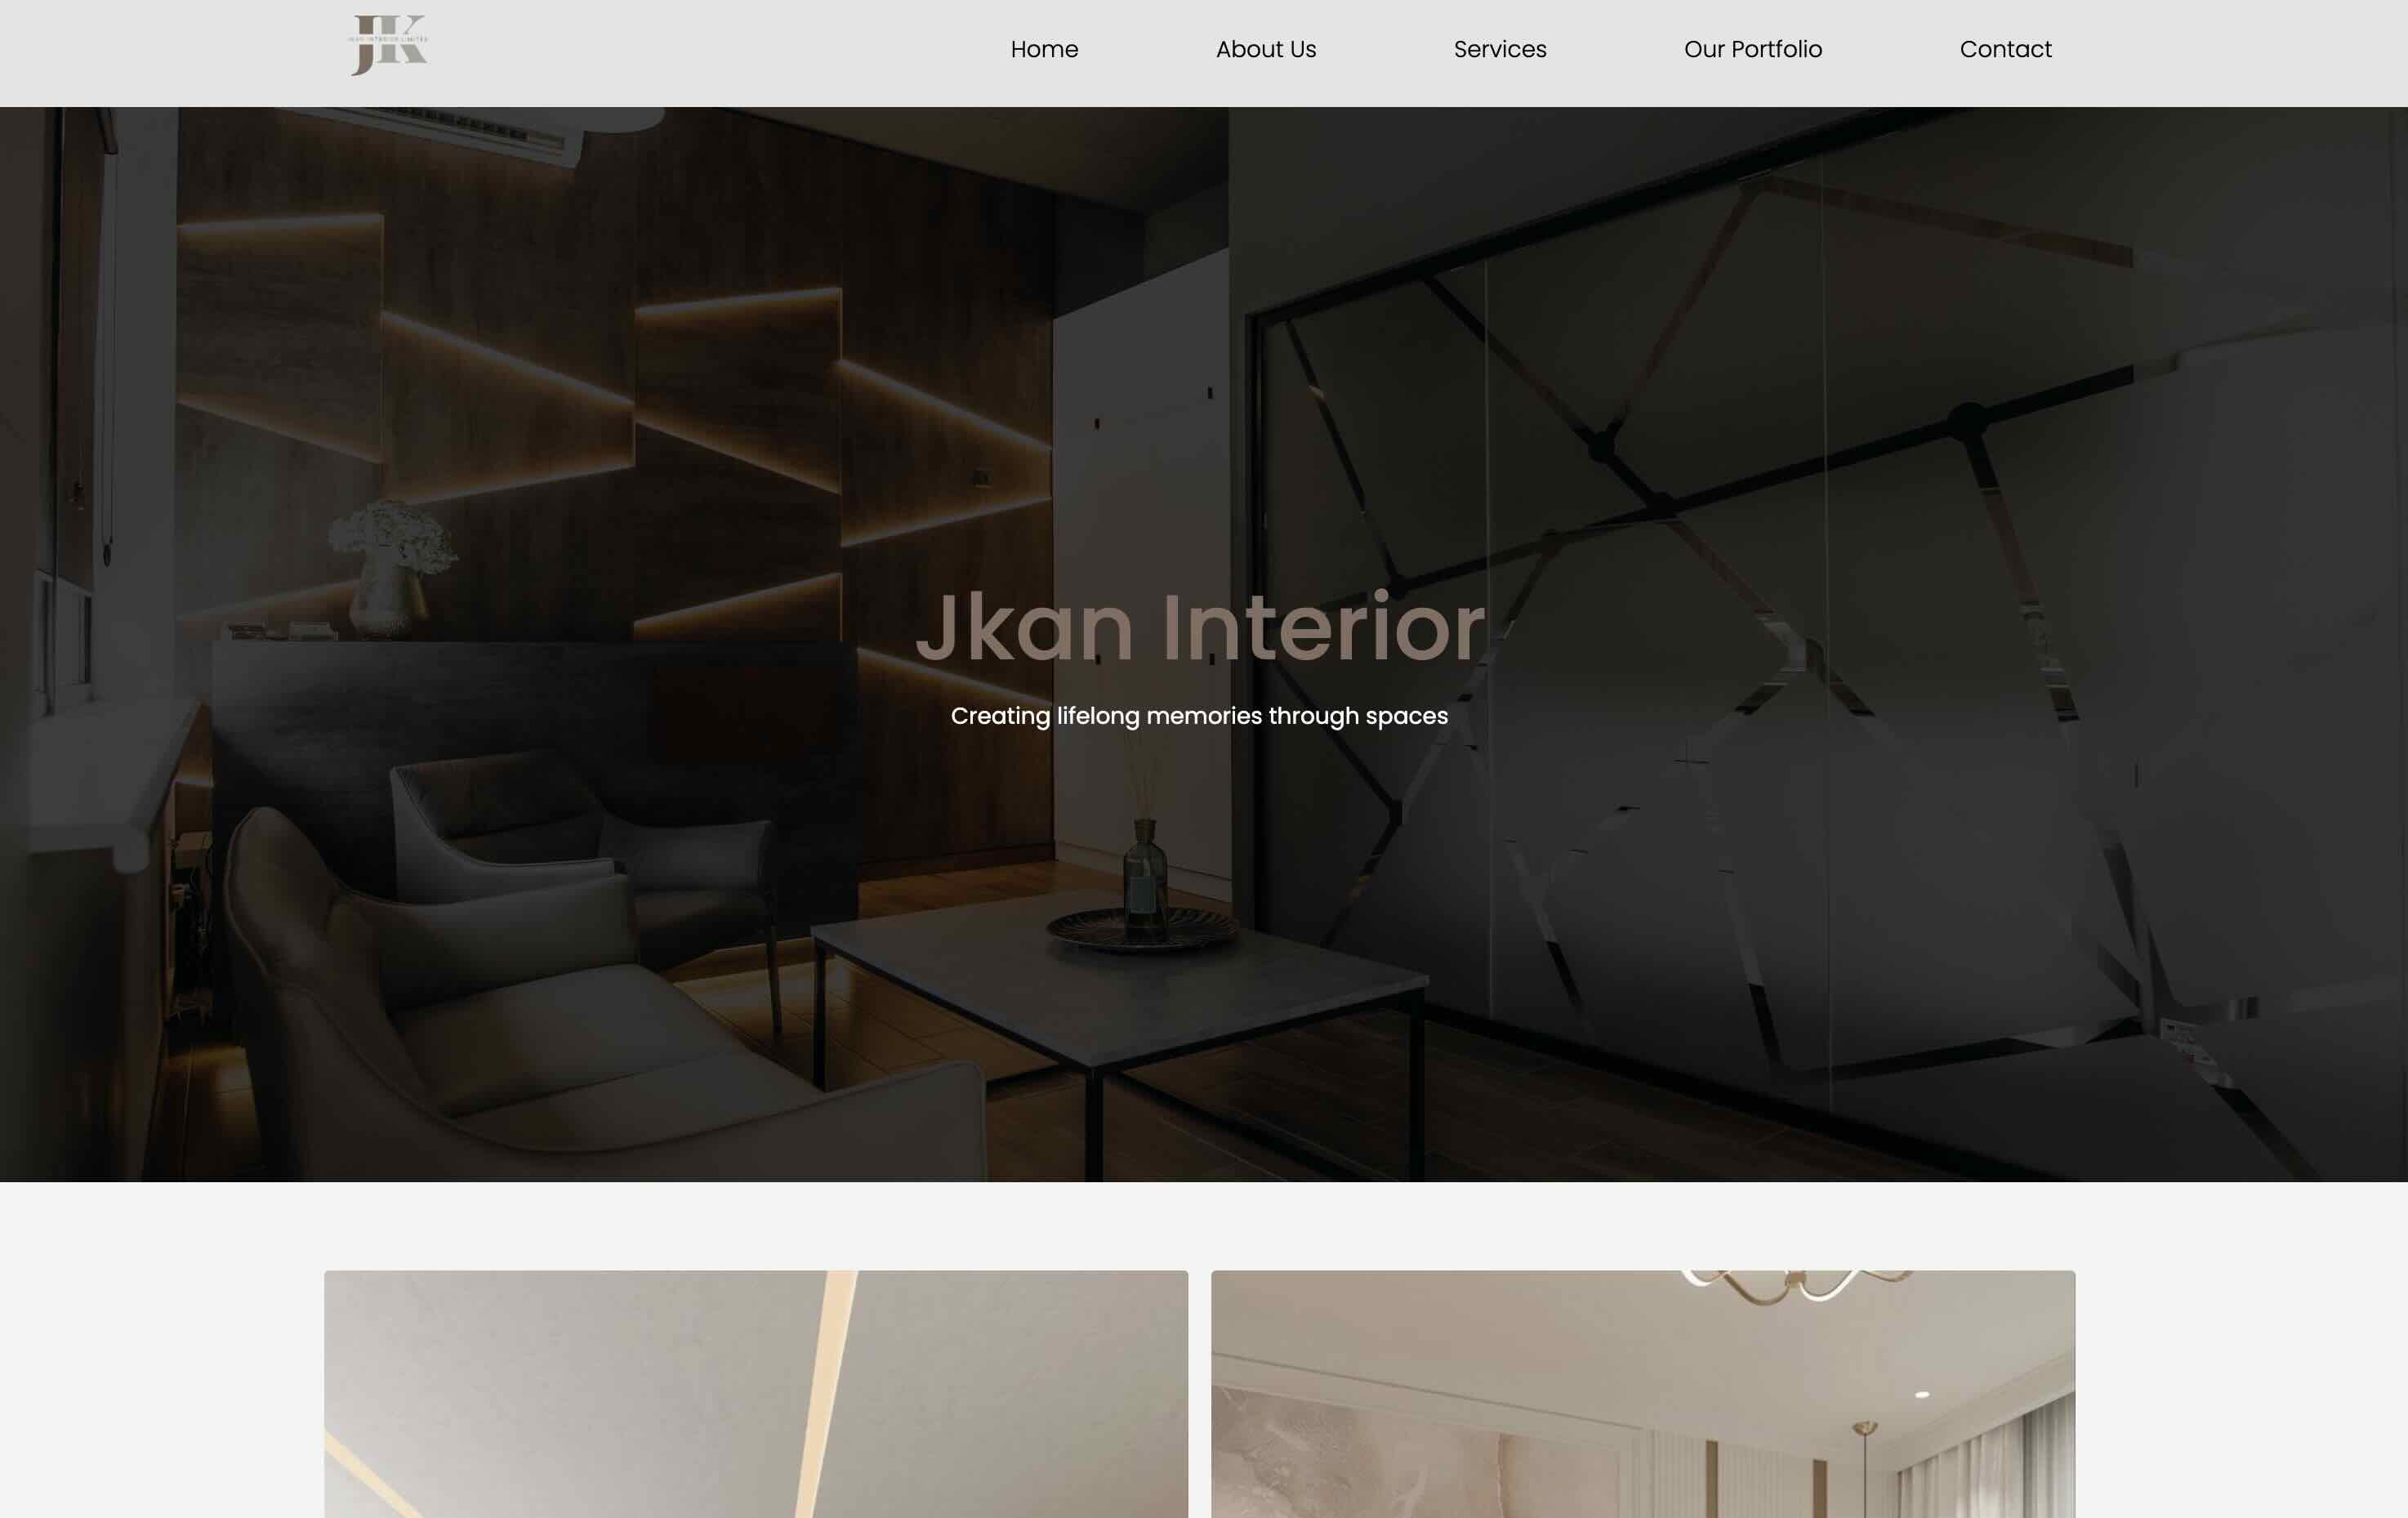 JK
JKAN INTERIOR LIMITED
Home
About Us
Services
Our Portfolio
Contact
Jkan Interior
Creating lifelong memories through spaces